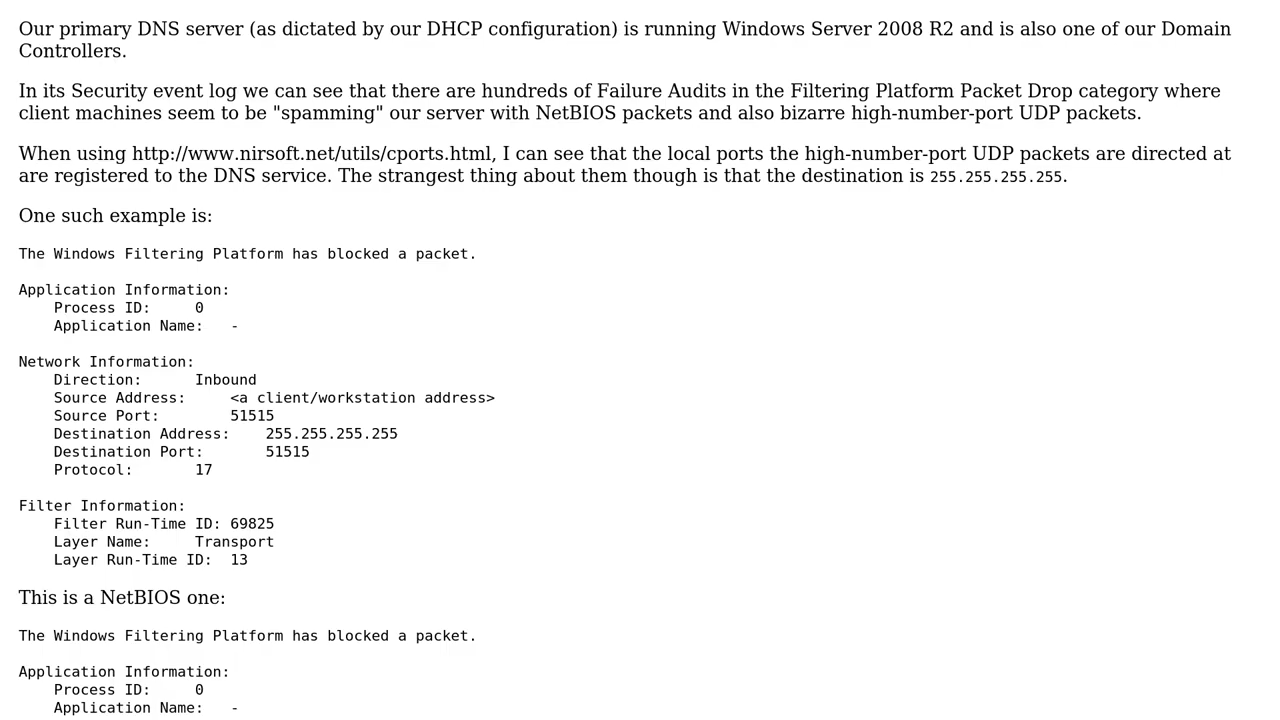 Our primary DNS server (as dictated by our DHCP configuration) is running Windows Server 2008 R2 and is also one of our Domain
Controllers.
In its Security event log we can see that there are hundreds of Failure Audits in the Filtering Platform Packet Drop category where
client machines seem to be "spamming" our server with NetBIOS packets and also bizarre high-number-port UDP packets.
When using http://www.nirsoft.net/utils/cports.html, I can see that the local ports the high-number-port UDP packets are directed at
are registered to the DNS service. The strangest thing about them though is that the destination is 255.255.255.255.
One such example is:
The Windows Filtering Platform has blocked a packet.
Application Information:
    Process ID:     0
    Application Name:   -
Network Information:
    Direction:      Inbound
    Source Address:     <a client/workstation address>
    Source Port:        51515
    Destination Address:    255.255.255.255
    Destination Port:       51515
    Protocol:       17
Filter Information:
    Filter Run-Time ID: 69825
    Layer Name:     Transport
    Layer Run-Time ID:  13
This is a NetBIOS one:
The Windows Filtering Platform has blocked a packet.
Application Information:
    Process ID:     0
    Application Name:   -